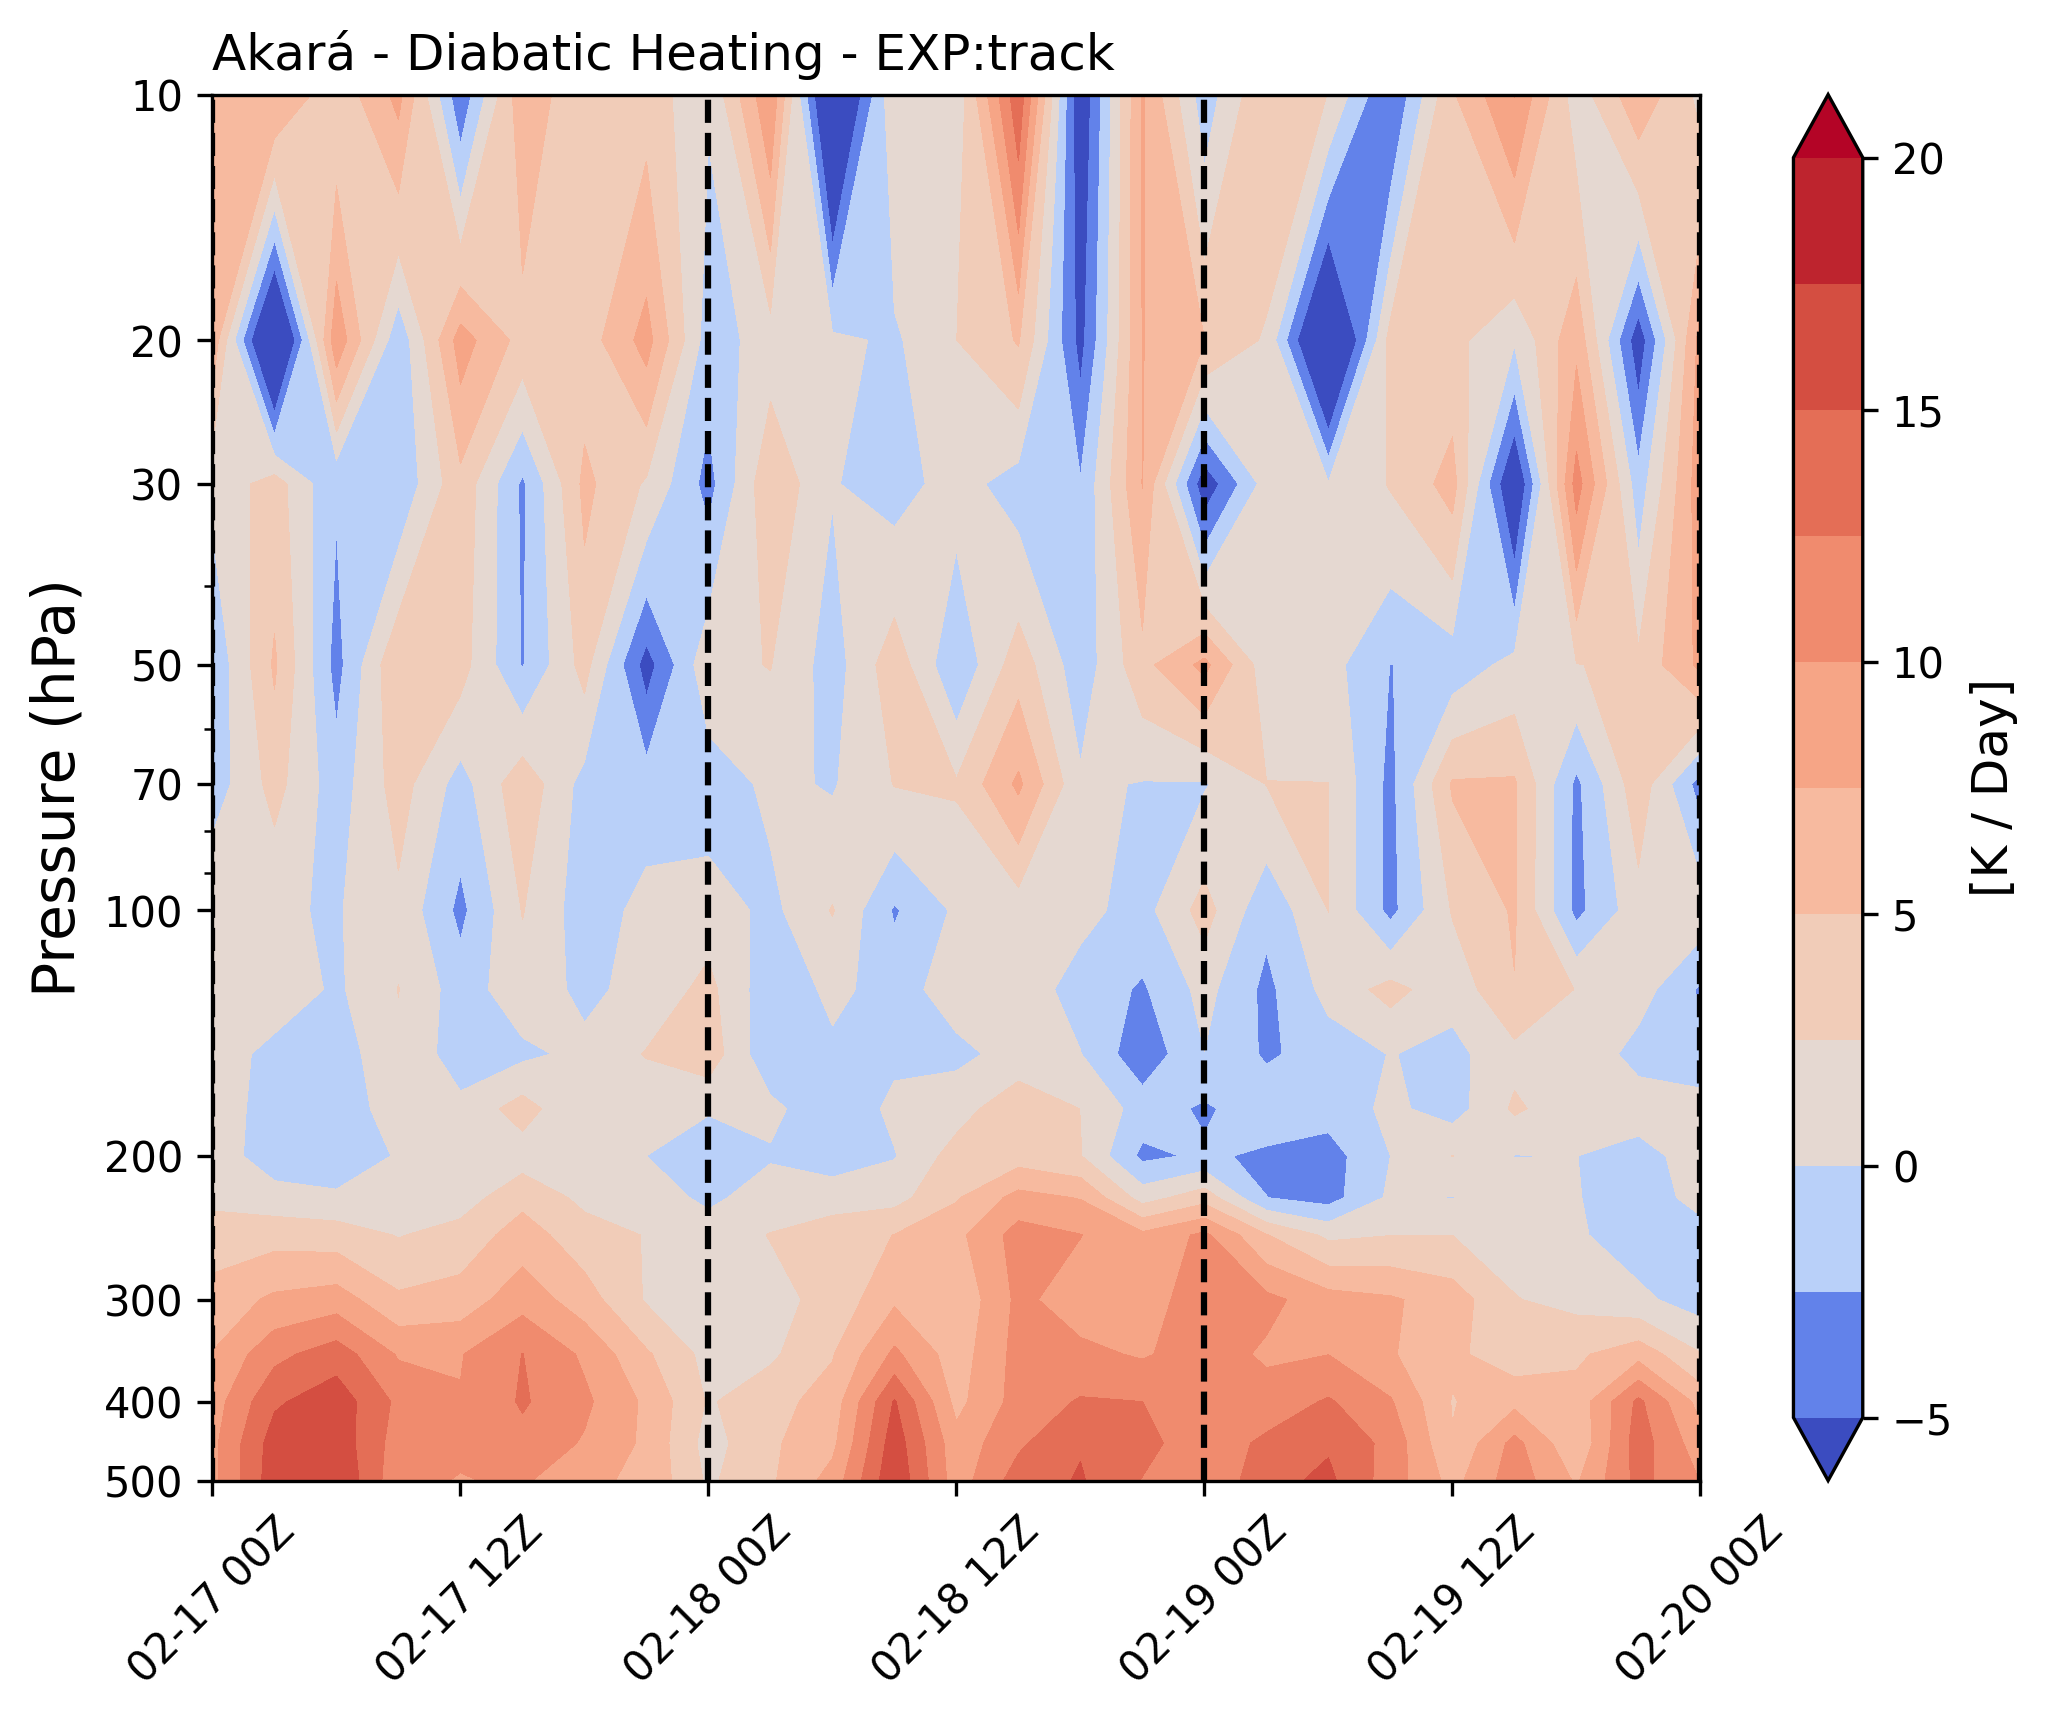 Akará - Diabatic Heating - EXP:track
Pressure (hPa)
10
20
30
50
70
100
200
300
400
500
02-17 00Z
02-17 12Z
02-18 00Z
02-18 12Z
02-19 00Z
02-19 12Z
02-20 00Z
20
15
10
5
0
−5
[K / Day]